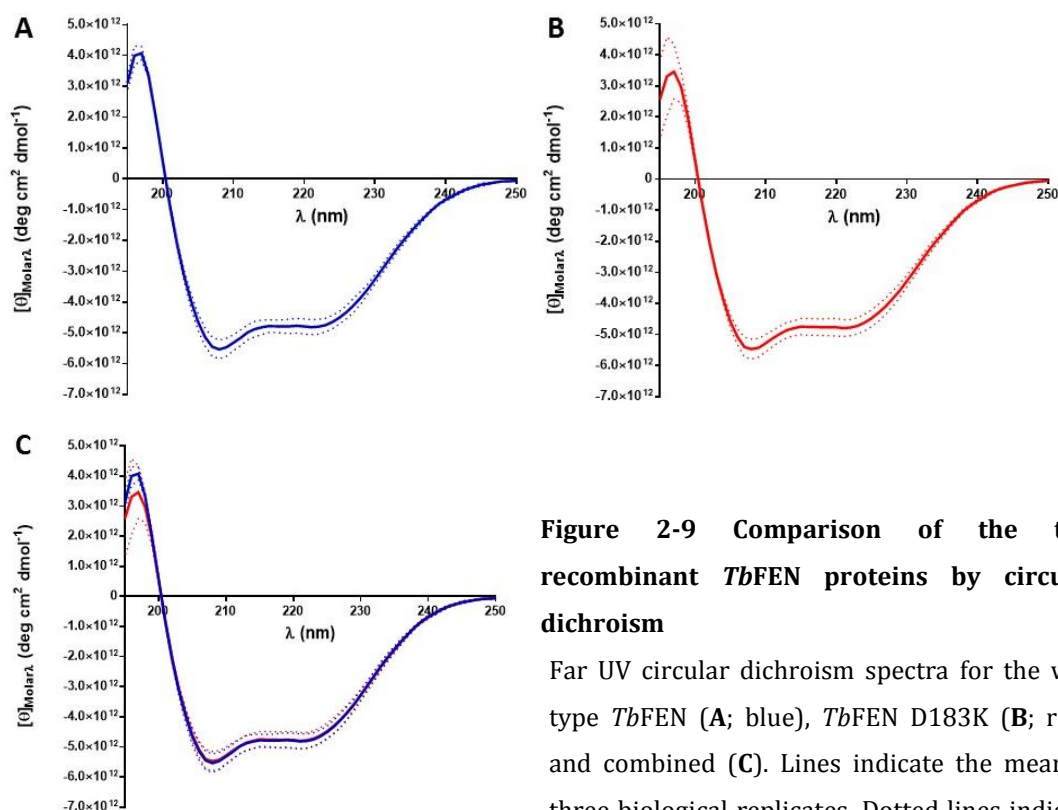 A
5.0×10¹²
4.0×10¹²
3.0×10¹²
2.0×10¹²
1.0×10¹²
0
-1.0×10¹²
-2.0×10¹²
-3.0×10¹²
-4.0×10¹²
-5.0×10¹²
-6.0×10¹²
-7.0×10¹²
200 210 220 230 240 250
λ (nm)
[θ]Molarλ (deg cm² dmol⁻¹)
B
5.0×10¹²
4.0×10¹²
3.0×10¹²
2.0×10¹²
1.0×10¹²
0
-1.0×10¹²
-2.0×10¹²
-3.0×10¹²
-4.0×10¹²
-5.0×10¹²
-6.0×10¹²
-7.0×10¹²
200 210 220 230 240 250
λ (nm)
[θ]Molarλ (deg cm² dmol⁻¹)
C
5.0×10¹²
4.0×10¹²
3.0×10¹²
2.0×10¹²
1.0×10¹²
0
-1.0×10¹²
-2.0×10¹²
-3.0×10¹²
-4.0×10¹²
-5.0×10¹²
-6.0×10¹²
-7.0×10¹²
200 210 220 230 240 250
λ (nm)
[θ]Molarλ (deg cm² dmol⁻¹)
Figure 2-9 Comparison of the
recombinant TbFEN proteins by
dichroism
Far UV circular dichroism spectra for the
type TbFEN (A; blue), TbFEN D183K (B;
and combined (C). Lines indicate the mean
three biological replicates. Dotted lines